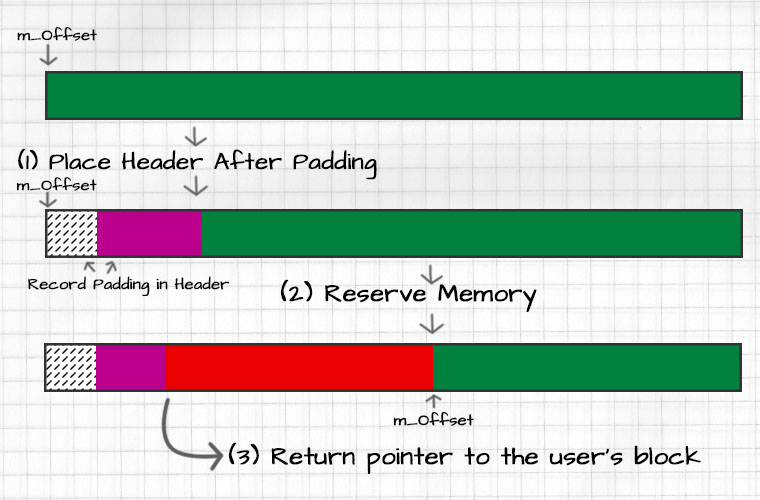 m_Offset
(1) Place Header After Padding
m_Offset
Record Padding in Header
(2) Reserve Memory
m_Offset
(3) Return pointer to the user's block